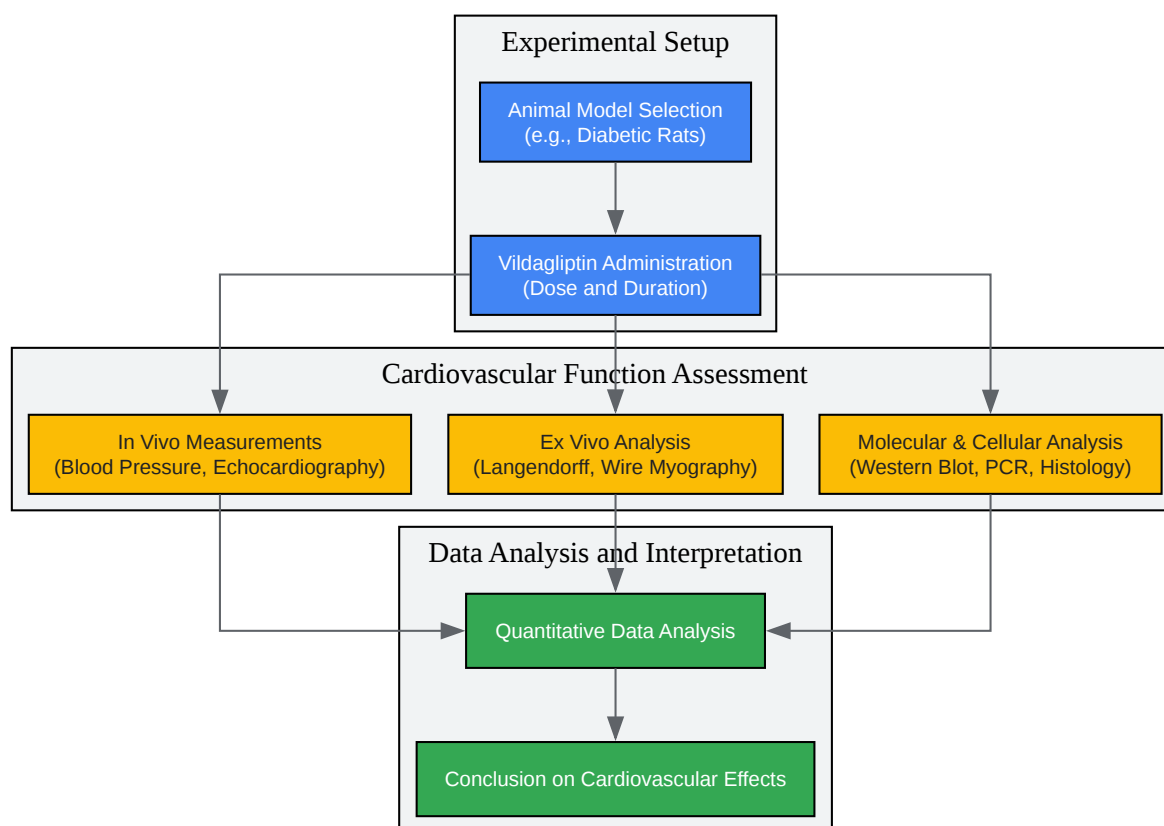 Experimental Setup
Animal Model Selection
(e.g., Diabetic Rats)
Vildagliptin Administration
(Dose and Duration)
Cardiovascular Function Assessment
In Vivo Measurements
(Blood Pressure, Echocardiography)
Ex Vivo Analysis
(Langendorff, Wire Myography)
Molecular & Cellular Analysis
(Western Blot, PCR, Histology)
Data Analysis and Interpretation
Quantitative Data Analysis
Conclusion on Cardiovascular Effects